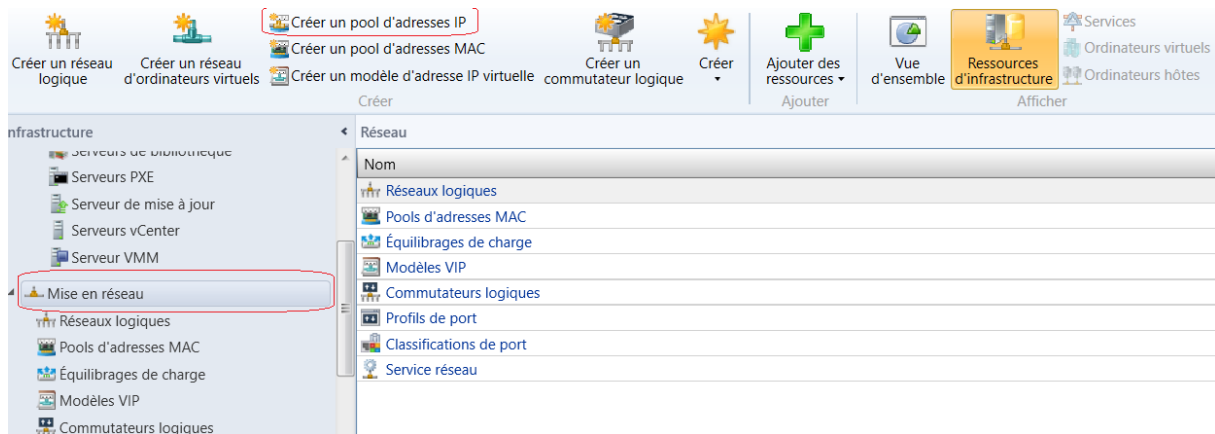 Créer un réseau logique
Créer un réseau d'ordinateurs virtuels
Créer un pool d'adresses IP
Créer un pool d'adresses MAC
Créer un modèle d'adresse IP virtuelle
Créer un commutateur logique
Créer
Créer
Ajouter des ressources
Ajouter
Vue d'ensemble
Ressources d'infrastructure
Services
Ordinateurs virtuels
Ordinateurs hôtes
Afficher
nfrastructure
Serveurs de bibliothèque
Serveurs PXE
Serveur de mise à jour
Serveurs vCenter
Serveur VMM
Mise en réseau
Réseaux logiques
Pools d'adresses MAC
Équilibrages de charge
Modèles VIP
Commutateurs logiques
Réseau
Nom
Réseaux logiques
Pools d'adresses MAC
Équilibrages de charge
Modèles VIP
Commutateurs logiques
Profils de port
Classifications de port
Service réseau